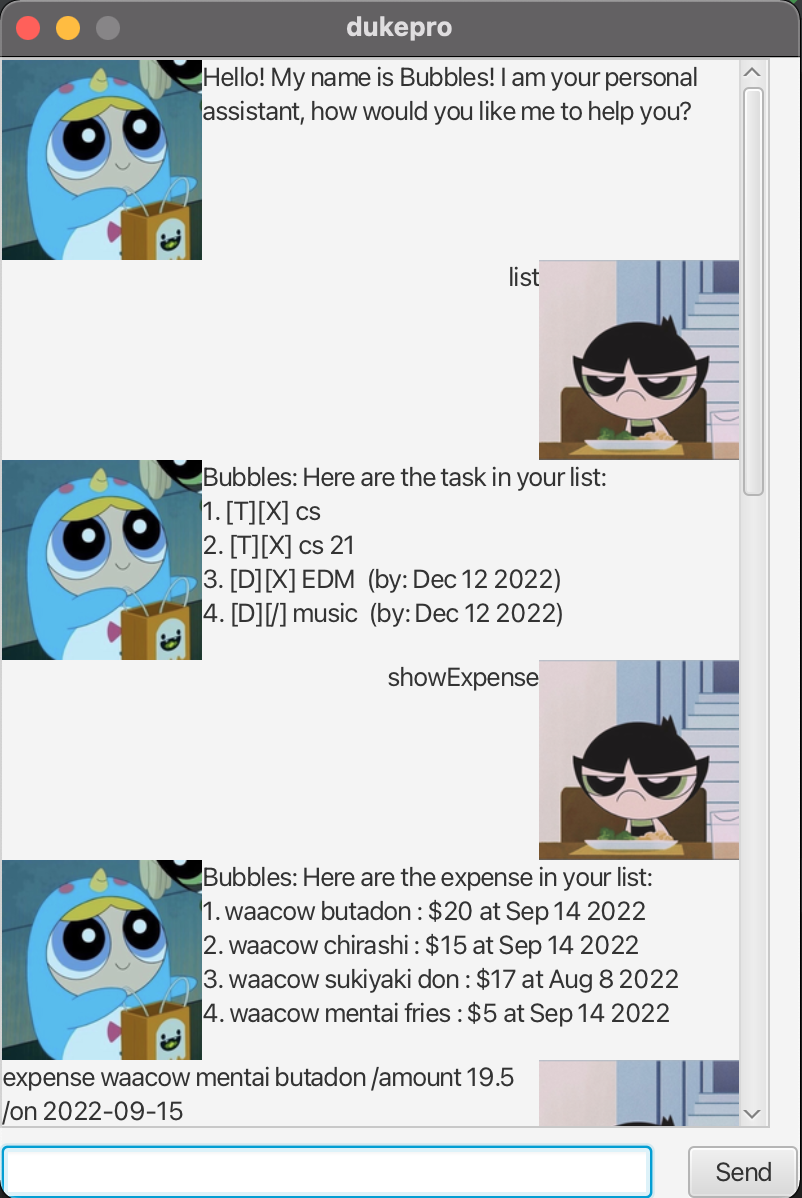 dukepro
Hello! My name is Bubbles! I am your personal
assistant, how would you like me to help you?
list
Bubbles: Here are the task in your list:
1. [T][X] cs
2. [T][X] cs 21
3. [D][X] EDM  (by: Dec 12 2022)
4. [D][/] music  (by: Dec 12 2022)
showExpense
Bubbles: Here are the expense in your list:
1. waacow butadon : $20 at Sep 14 2022
2. waacow chirashi : $15 at Sep 14 2022
3. waacow sukiyaki don : $17 at Aug 8 2022
4. waacow mentai fries : $5 at Sep 14 2022
expense waacow mentai butadon /amount 19.5
/on 2022-09-15
Send